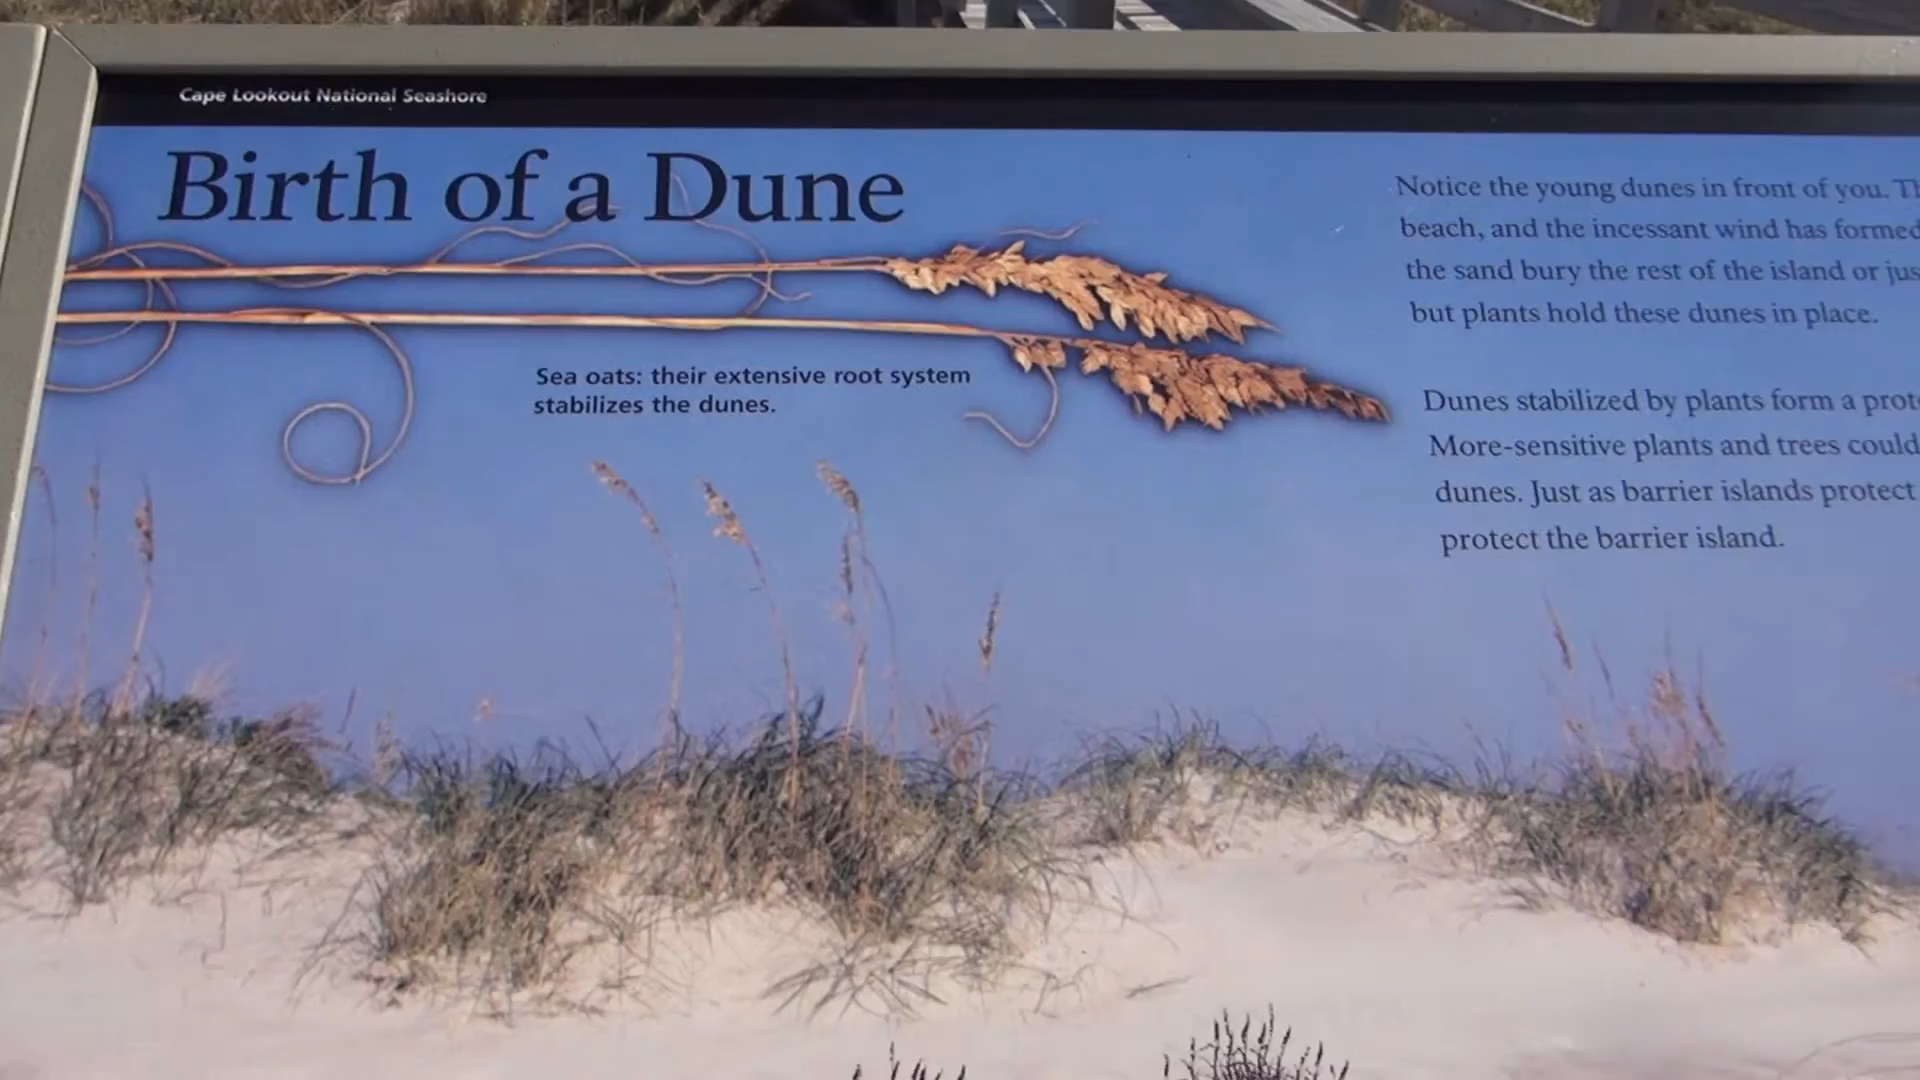 Cape Lookout National Seashore
Birth of a Dune
Sea oats: their extensive root system
stabilizes the dunes.
Notice the young dunes in front of you.
beach, and the incessant wind has formed
the sand bury the rest of the island or
but plants hold these dunes in place.
Dunes stabilized by plants form a
More-sensitive plants and trees could
dunes. Just as barrier islands protect
protect the barrier island.